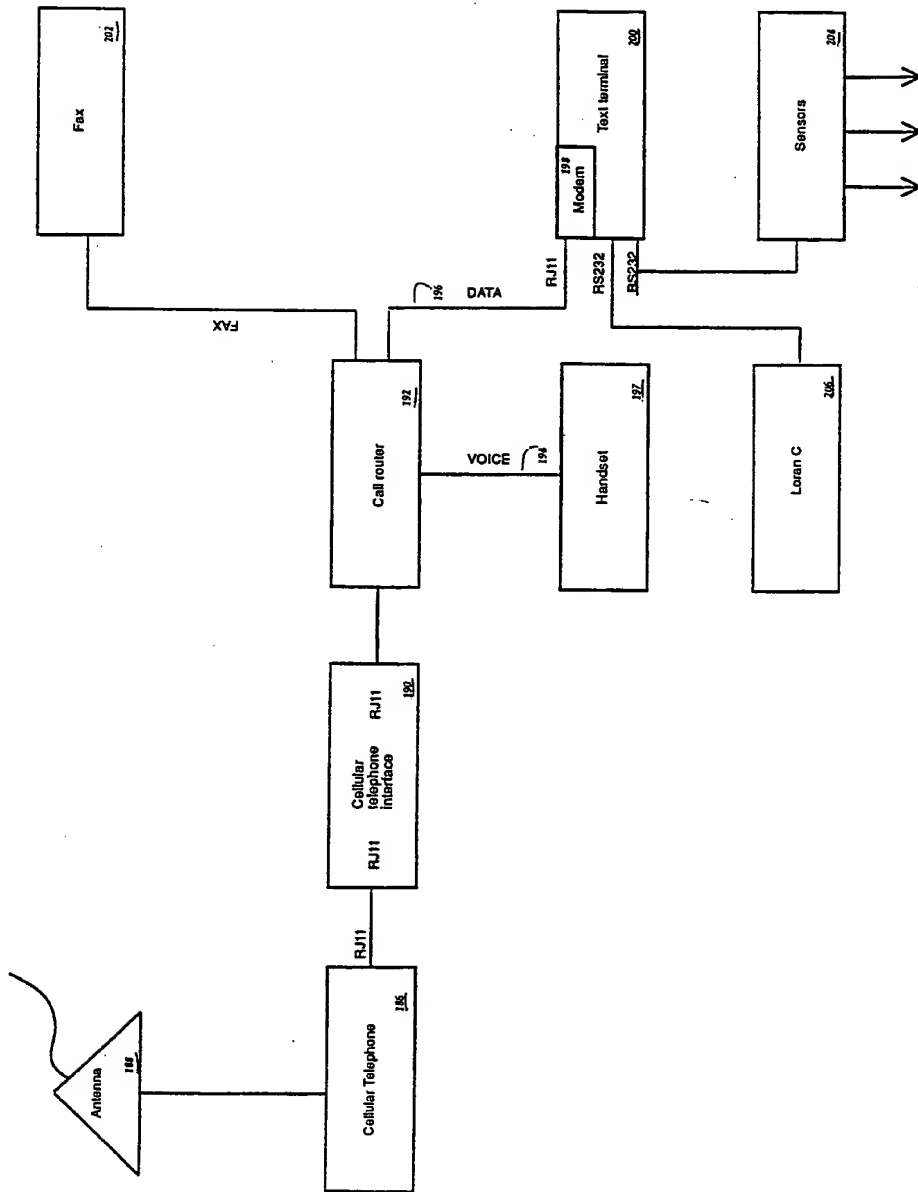 Antenna
188
Cellular Telephone
186
RJ11
RJ11
Cellular
telephone
interface
RJ11
190
Call router
192
FAX
Fax
202
DATA
196
VOICE
194
Handset
197
RJ11
RS232
RS232
Modem
198
Text terminal
200
Loran C
206
Sensors